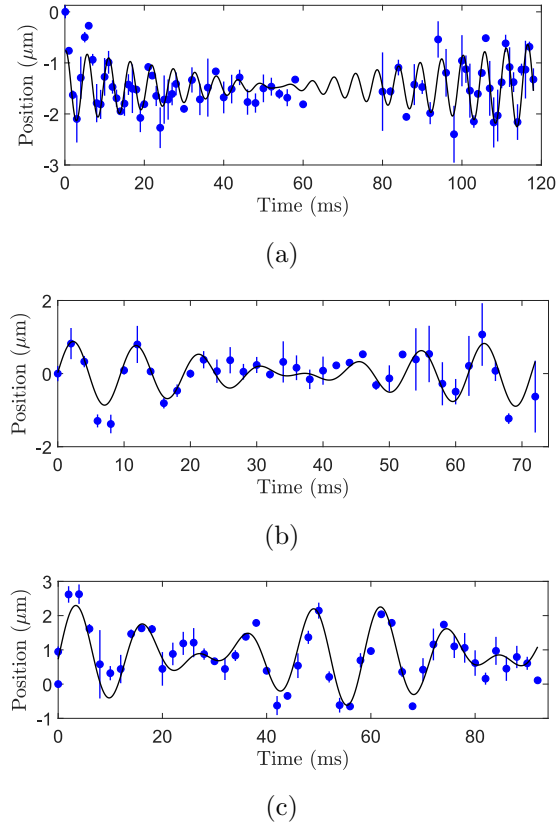 0
-1
-2
-3
Position (μm)
0 20 40 60 80 100 120
Time (ms)
(a)
2
0
-2
Position (μm)
0 10 20 30 40 50 60 70
Time (ms)
(b)
3
2
1
0
-1
Position (μm)
0 20 40 60 80
Time (ms)
(c)